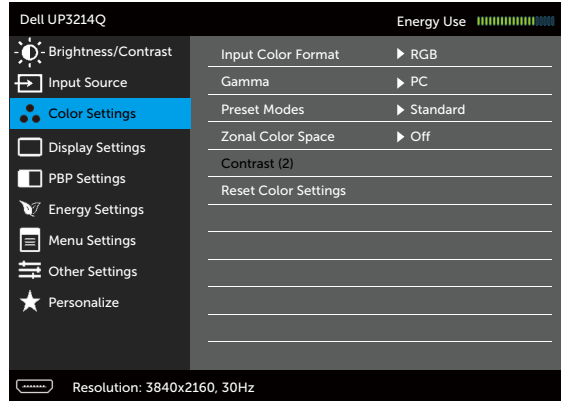 Dell UP3214Q
Energy Use
Brightness/Contrast
Input Source
Color Settings
Display Settings
PBP Settings
Energy Settings
Menu Settings
Other Settings
Personalize
Input Color Format RGB
Gamma PC
Preset Modes Standard
Zonal Color Space Off
Contrast (2)
Reset Color Settings
Resolution: 3840x2160, 30Hz